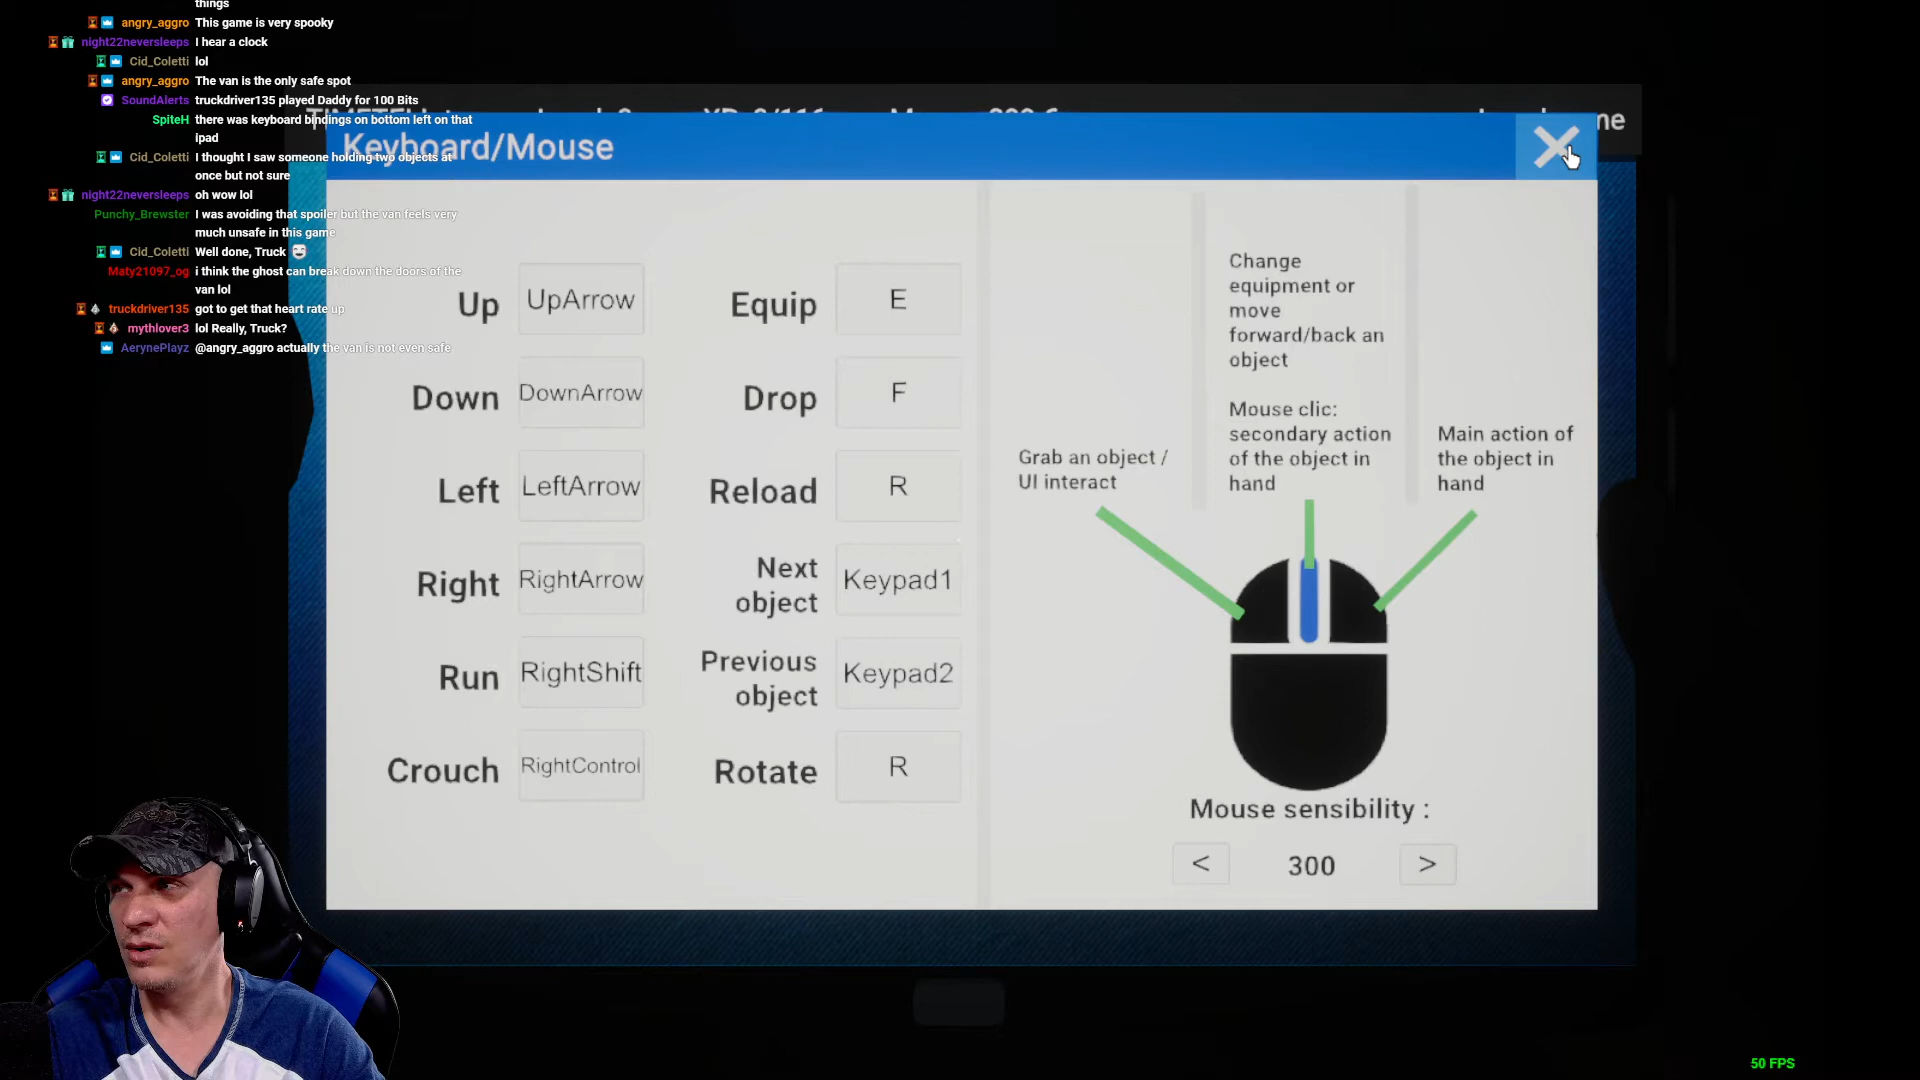 things
angry_aggro This game is very spooky
night22neversleeps I hear a clock
Cid_Coletti lol
angry_aggro The van is the only safe spot
SoundAlerts truckdriver135 played Daddy for 100 Bits
SpiteH there was keyboard bindings on bottom left on that
ipad
Cid_Coletti I thought I saw someone holding two objects at
once but not sure
night22neversleeps oh wow lol
Punchy_Brewster I was avoiding that spoiler but the van feels very
much unsafe in this game
Cid_Coletti Well done, Truck
Maty21097_og i think the ghost can break down the doors of the
van lol
truckdriver135 got to get that heart rate up
mythlover3 lol Really, Truck?
AerynePlayz @angry_aggro actually the van is not even safe
Keyboard/Mouse
Up UpArrow
Down DownArrow
Left LeftArrow
Right RightArrow
Run RightShift
Crouch RightControl
Equip E
Drop F
Reload R
Next
object Keypad1
Previous
object Keypad2
Rotate R
Grab an object /
UI interact
Change
equipment or
move
forward/back an
object
Mouse clic:
secondary action
of the object in
hand
Main action of
the object in
hand
Mouse sensibility :
< 300 >
50 FPS